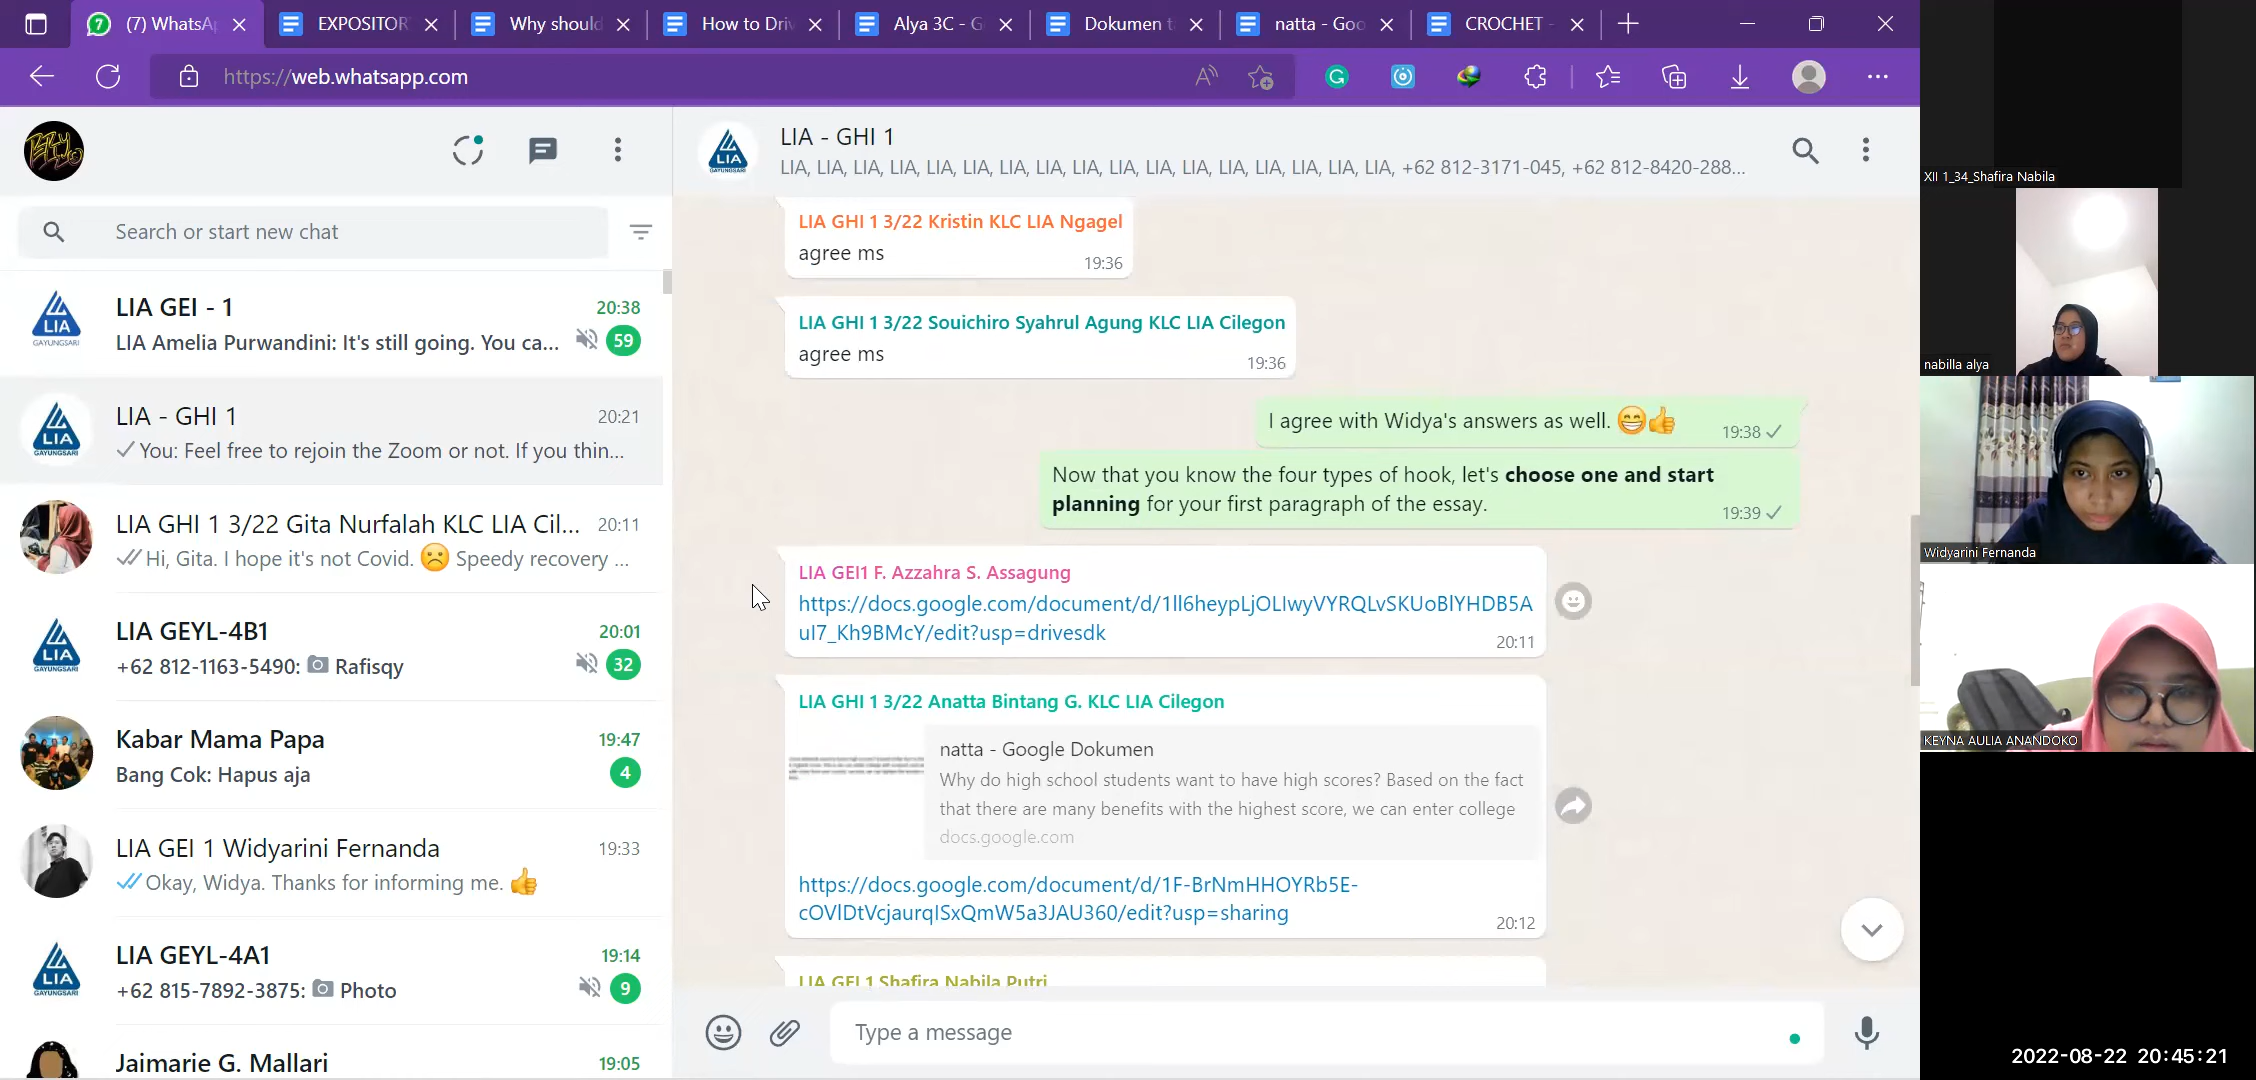 (7) WhatsA
EXPOSITOR
Why should
How to Dri
Alya 3C - G
Dokumen t
natta - Goo
CROCHET -
https://web.whatsapp.com
Search or start new chat
LIA GEI - 1
20:38
LIA Amelia Purwandini: It's still going. You ca...
59
LIA - GHI 1
20:21
You: Feel free to rejoin the Zoom or not. If you thin...
LIA GHI 1 3/22 Gita Nurfalah KLC LIA Cil...
20:11
Hi, Gita. I hope it's not Covid. ☹️ Speedy recovery ...
LIA GEYL-4B1
20:01
+62 812-1163-5490: Rafisqy
32
Kabar Mama Papa
19:47
Bang Cok: Hapus aja
4
LIA GEI 1 Widyarini Fernanda
19:33
Okay, Widya. Thanks for informing me. 👍
LIA GEYL-4A1
19:14
+62 815-7892-3875: Photo
9
Jaimarie G. Mallari
19:05
LIA - GHI 1
LIA, LIA, LIA, LIA, LIA, LIA, LIA, LIA, LIA, LIA, LIA, LIA, LIA, LIA, LIA, LIA, LIA, +62 812-3171-045, +62 812-8420-288...
LIA GHI 1 3/22 Kristin KLC LIA Ngagel
agree ms
19:36
LIA GHI 1 3/22 Souichiro Syahrul Agung KLC LIA Cilegon
agree ms
19:36
I agree with Widya's answers as well. 😁👍
19:38
Now that you know the four types of hook, let's choose one and start
planning for your first paragraph of the essay.
19:39
LIA GEI1 F. Azzahra S. Assagung
https://docs.google.com/document/d/1ll6heypLjOLIwyVYRQLvSKUoBlYHDB5A
uI7_Kh9BMcY/edit?usp=drivesdk
20:11
LIA GHI 1 3/22 Anatta Bintang G. KLC LIA Cilegon
natta - Google Dokumen
Why do high school students want to have high scores? Based on the fact
that there are many benefits with the highest score, we can enter college
docs.google.com
https://docs.google.com/document/d/1F-BrNmHHOYRb5E-
cOVlDtVcjaurqISxQmW5a3JAU360/edit?usp=sharing
20:12
LIA GEI 1 Shafira Nabila Putri
Type a message
XII 1_34_Shafira Nabila
nabilla alya
Widyarini Fernanda
KEYNA AULIA ANANDOKO
2022-08-22 20:45:21